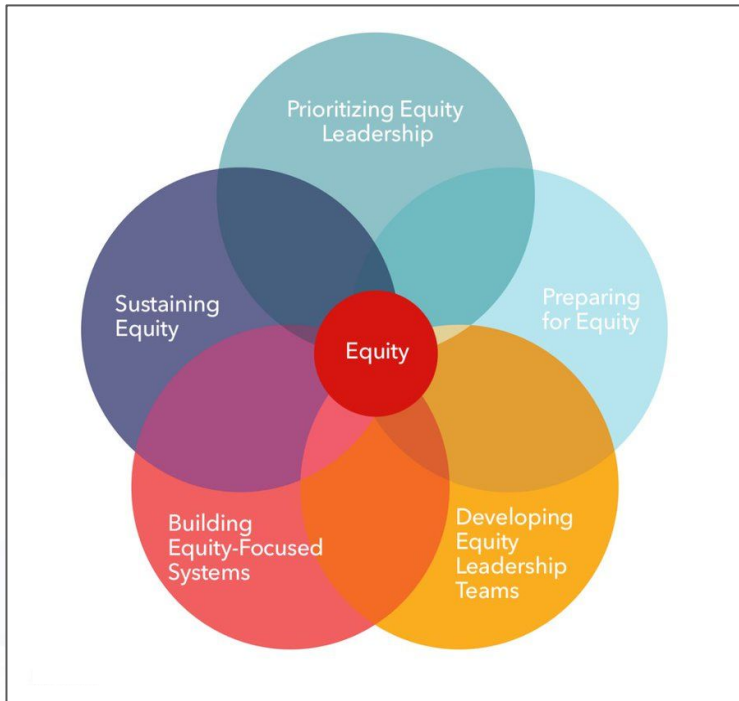 Prioritizing Equity
Leadership
Preparing
for Equity
Developing
Equity
Leadership
Teams
Building
Equity-Focused
Systems
Sustaining
Equity
Equity